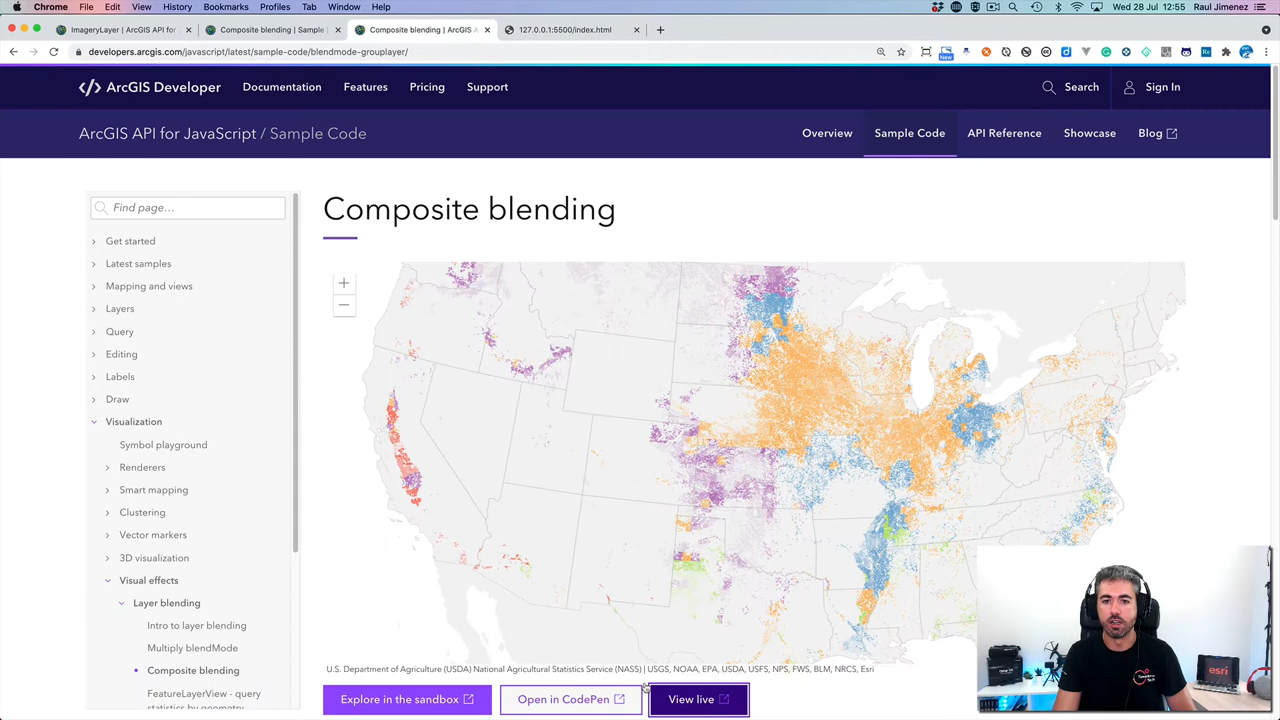 Chrome File Edit View History Bookmarks Profiles Tab Window Help
Wed 28 Jul 12:55 Raul Jimenez
ImageryLayer | ArcGIS API for
Composite blending | Sample
Composite blending | ArcGIS A
127.0.0.1:5500/index.html
developers.arcgis.com/javascript/latest/sample-code/blendmode-grouplayer/
New
ArcGIS Developer Documentation Features Pricing Support Search Sign In
ArcGIS API for JavaScript / Sample Code
Overview Sample Code API Reference Showcase Blog
Find page...
Get started
Latest samples
Mapping and views
Layers
Query
Editing
Labels
Draw
Visualization
Symbol playground
Renderers
Smart mapping
Clustering
Vector markers
3D visualization
Visual effects
Layer blending
Intro to layer blending
Multiply blendMode
Composite blending
FeatureLayerView - query
statistics by geometry
Composite blending
+
−
U.S. Department of Agriculture (USDA) National Agricultural Statistics Service (NASS) | USGS, NOAA, EPA, USDA, USFS, NPS, FWS, BLM, NRCS, Esri
Explore in the sandbox
Open in CodePen
View live
esri